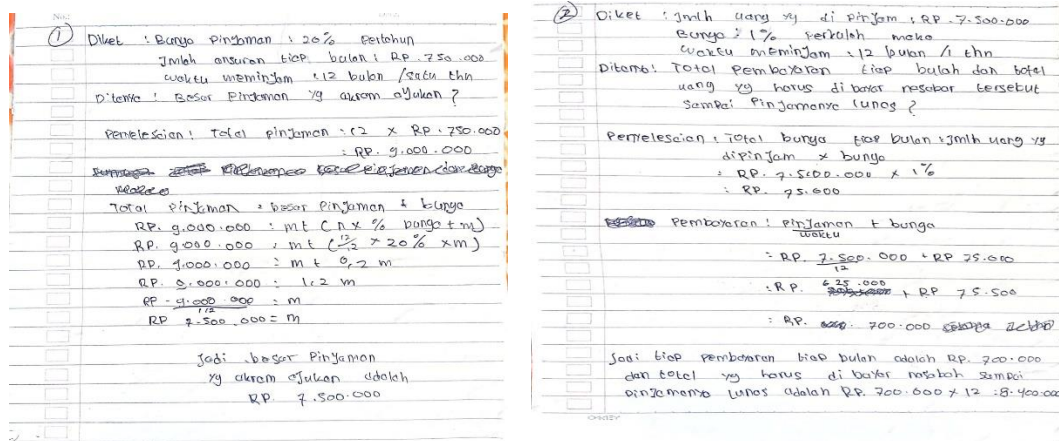 ①
Diket : Bunga Pinjaman : 20% Pertahun
Jmlah ansuran tiap bulan : RP. 750.000
waktu meminjam : 12 bulan / satu thn
Ditanya : Besar Pinjaman yg akram ajukan ?
Penyelesaian : Total pinjaman : 12 x RP. 750.000
: RP. 9.000.000
Total Pinjaman = besar Pinjaman + bunga
RP. 9.000.000 : m + (n x % bunga + m)
RP. 9.000.000 : m + (12/12 x 20% x m)
RP. 9.000.000 : m + 0,2 m
RP. 9.000.000 : 1,2 m
RP. 9.000.000 / 1,2 = m
RP 7.500.000 = m
Jadi besar Pinjaman
yg akram ajukan adalah
RP. 7.500.000
②
Diket : Jmlh uang yg di pinjam : RP. 7.500.000
Bunga : 1% maka
waktu meminjam : 12 bulan / 1 thn
Ditanya : Total Pembayaran tiap bulan dan total
uang yg harus di bayar nasabah tersebut
sampai Pinjamannya lunas ?
Penyelesaian : Total bunga tiap bulan : Jmlh uang yg
dipinjam x bunga
: RP. 7.500.000 x 1%
: RP. 75.000
Pembayaran : pinjaman / waktu + bunga
: RP. 7.500.000 / 12 + RP 75.000
: RP. 625.000 + RP 75.500
: RP. 700.000
Jadi tiap pembayaran tiap bulan adalah RP. 700.000
dan total yg harus di bayar nasabah sampai
pinjamannya lunas adalah RP. 700.000 x 12 : 8.400.000